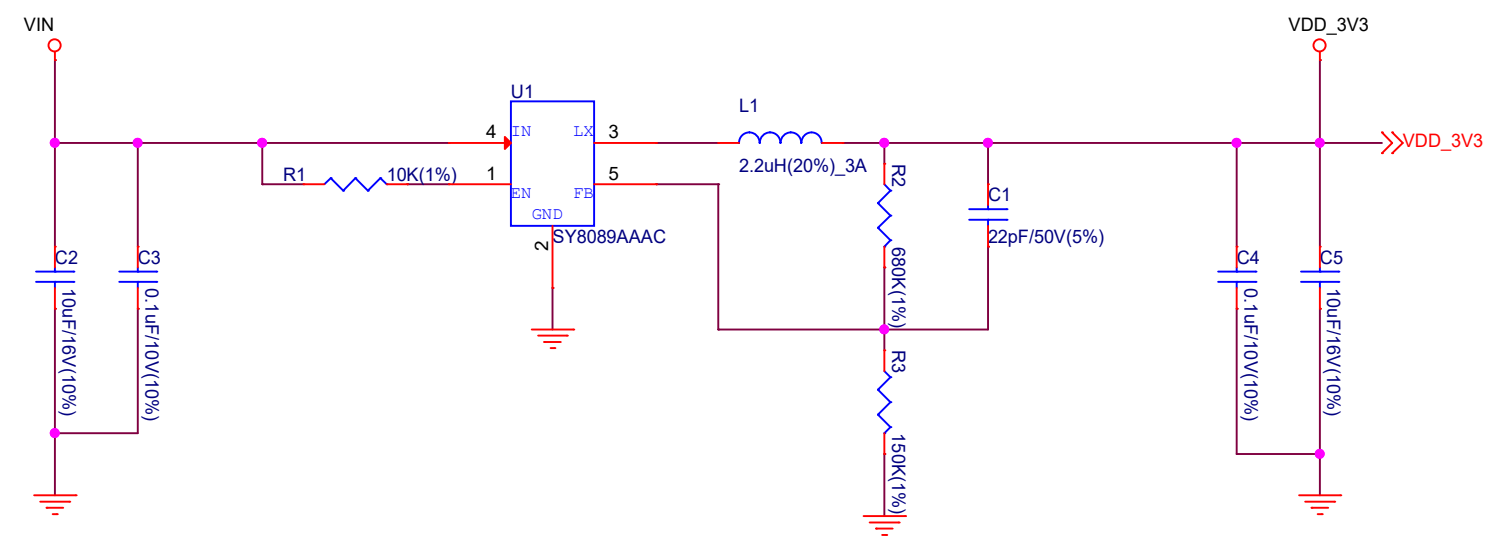 VIN
VDD_3V3
U1
L1
4
IN
LX
3
VDD_3V3
2.2uH(20%)_3A
R1
10K(1%)
1
EN
FB
5
R2
C1
GND
2
SY8089AAAC
22pF/50V(5%)
680K(1%)
C2
C3
C4
C5
10uF/16V(10%)
0.1uF/10V(10%)
0.1uF/10V(10%)
10uF/16V(10%)
R3
150K(1%)